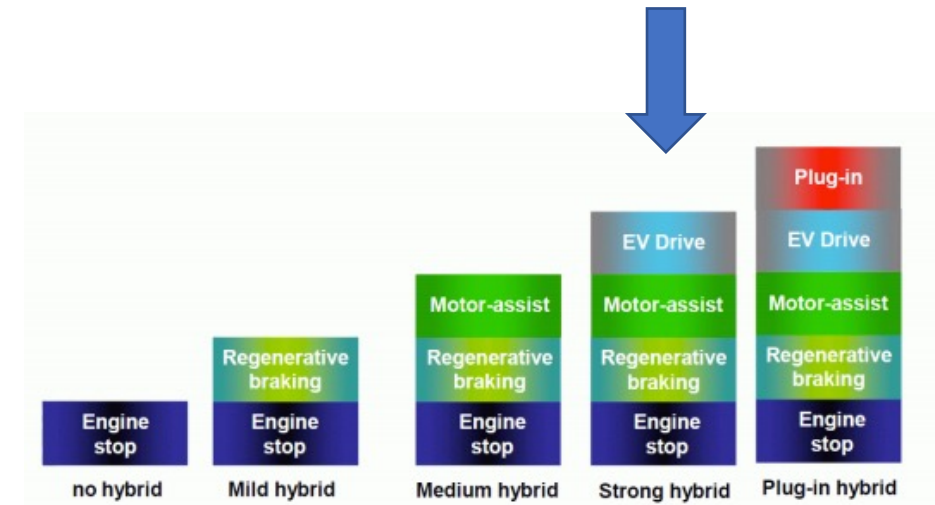 Plug-in
EV Drive
EV Drive
Motor-assist
Motor-assist
Motor-assist
Regenerative
braking
Regenerative
braking
Regenerative
braking
Regenerative
braking
Engine
stop
Engine
stop
Engine
stop
Engine
stop
Engine
stop
no hybrid
Mild hybrid
Medium hybrid
Strong hybrid
Plug-in hybrid